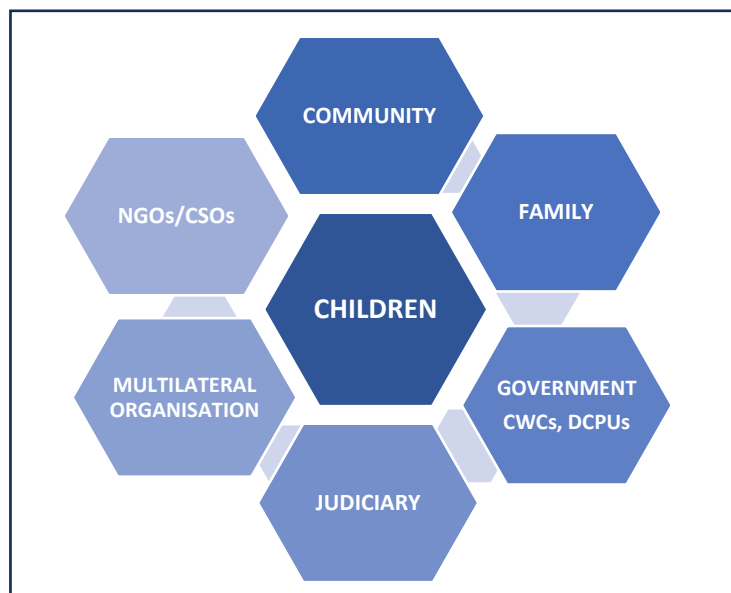 COMMUNITY
FAMILY
NGOs/CSOs
CHILDREN
GOVERNMENT
CWCs, DCPUs
MULTILATERAL
ORGANISATION
JUDICIARY